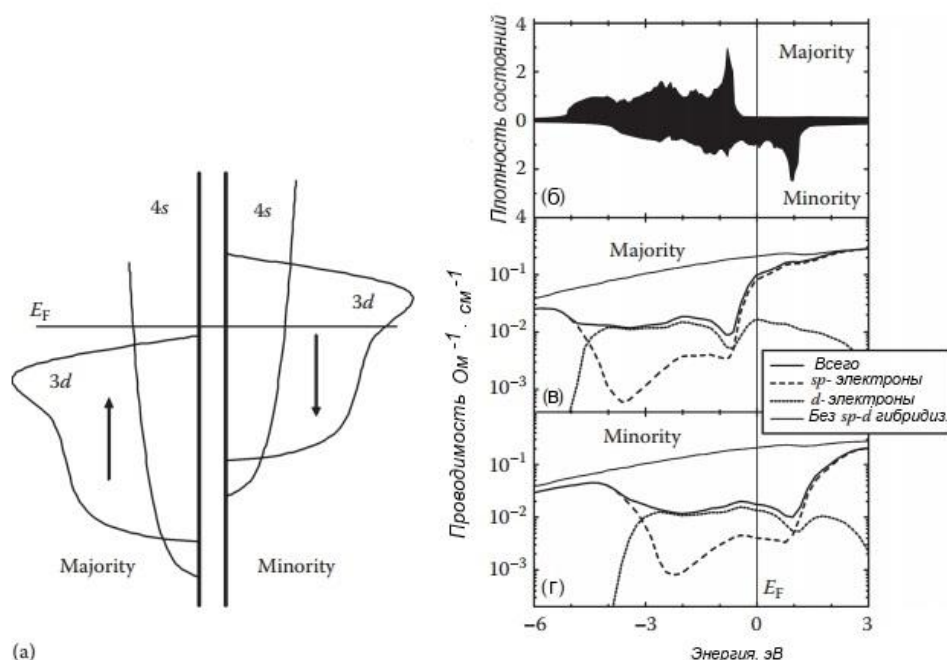 4s
4s
E_F
3d
3d
Majority
Minority
(а)
Плотность состояний
4
2
0
2
4
Majority
(б)
Minority
Проводимость Ом⁻¹ · см⁻¹
Majority
10⁻¹
10⁻²
10⁻³
(в)
Всего
sp- электроны
d- электроны
Без sp-d гибридиз.
Minority
10⁻¹
10⁻²
10⁻³
(г)
E_F
−6
−3
0
3
Энергия, эВ